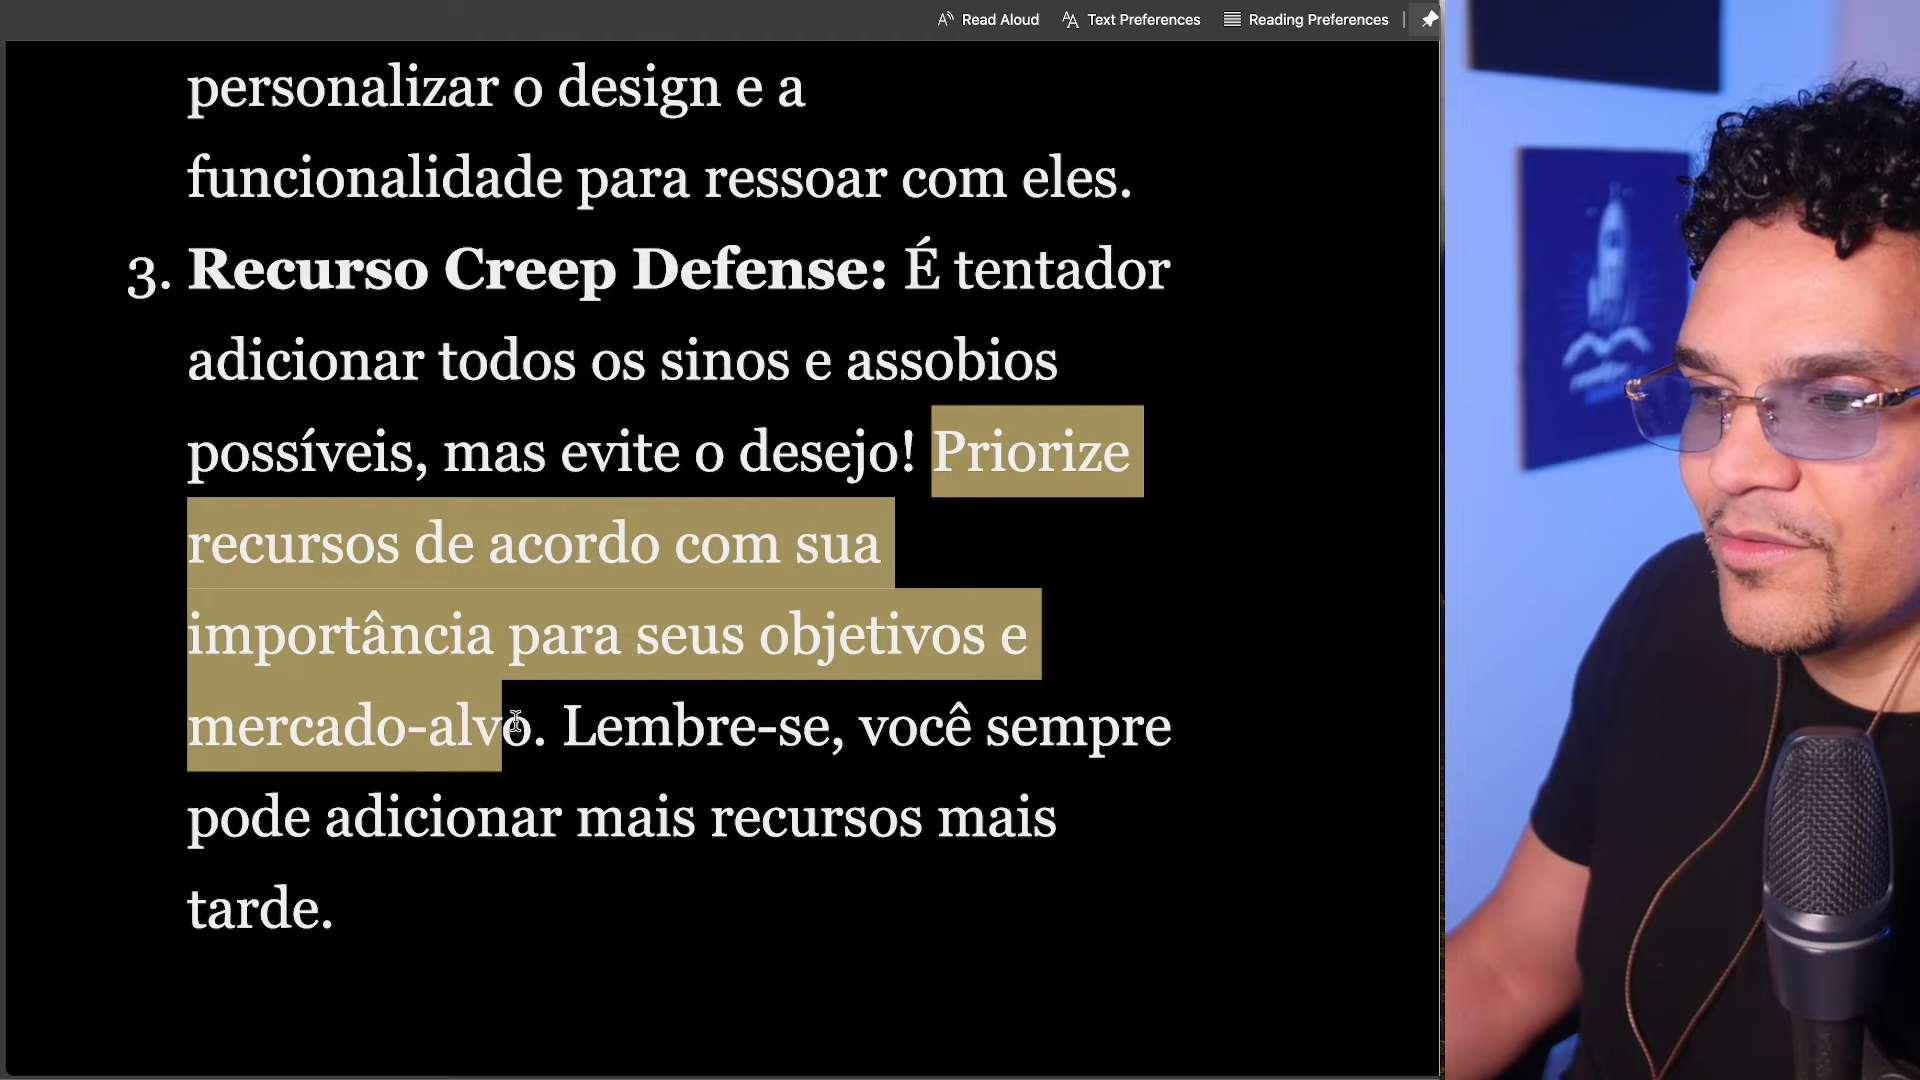 Read Aloud Text Preferences Reading Preferences
personalizar o design e a
funcionalidade para ressoar com eles.
3. Recurso Creep Defense: É tentador
adicionar todos os sinos e assobios
possíveis, mas evite o desejo! Priorize
recursos de acordo com sua
importância para seus objetivos e
mercado-alvo. Lembre-se, você sempre
pode adicionar mais recursos mais
tarde.